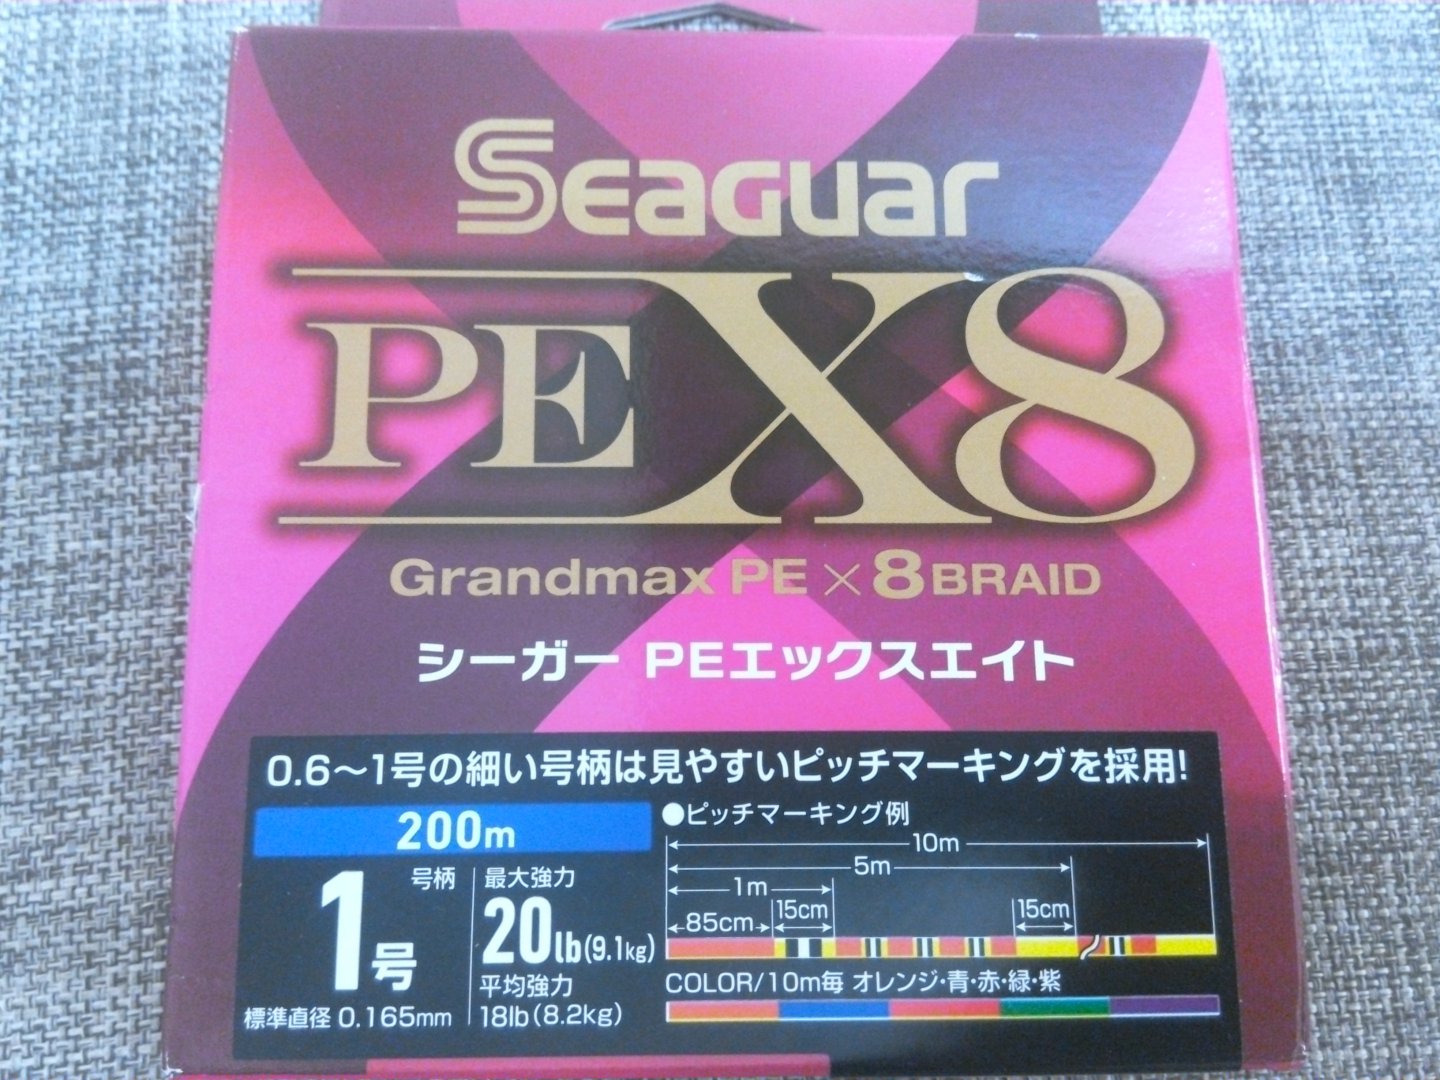 SEAGUAR
PE X8
Grandmax PE × 8 BRAID
シーガー PEエックスエイト
0.6～1号の細い号柄は見やすいピッチマーキングを採用!
200m
号柄
1号
標準直径 0.165mm
最大強力
20lb(9.1kg)
平均強力
18lb(8.2kg)
●ピッチマーキング例
10m
5m
1m
85cm
15cm
15cm
COLOR/10m毎 オレンジ・青・赤・緑・紫